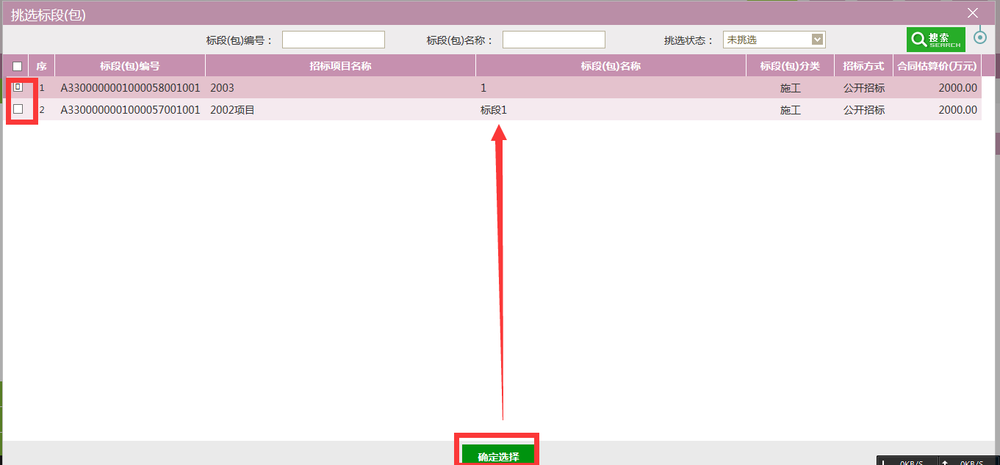 挑选标段(包)
标段(包)编号： 标段(包)名称： 挑选状态： 未挑选 搜索 SEARCH
序 标段(包)编号 招标项目名称 标段(包)名称 标段(包)分类 招标方式 合同估算价(万元)
1 A3300000001000058001001 2003 1 施工 公开招标 2000.00
2 A3300000001000057001001 2002项目 标段1 施工 公开招标 2000.00
确定选择
0KB/S 0KB/S